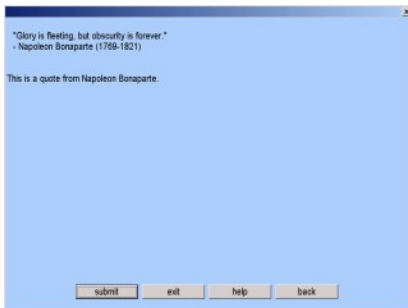 "Glory is fleeting, but obscurity is forever."
- Napoleon Bonaparte (1769-1821)
This is a quote from Napoleon Bonaparte.
submit exit help back